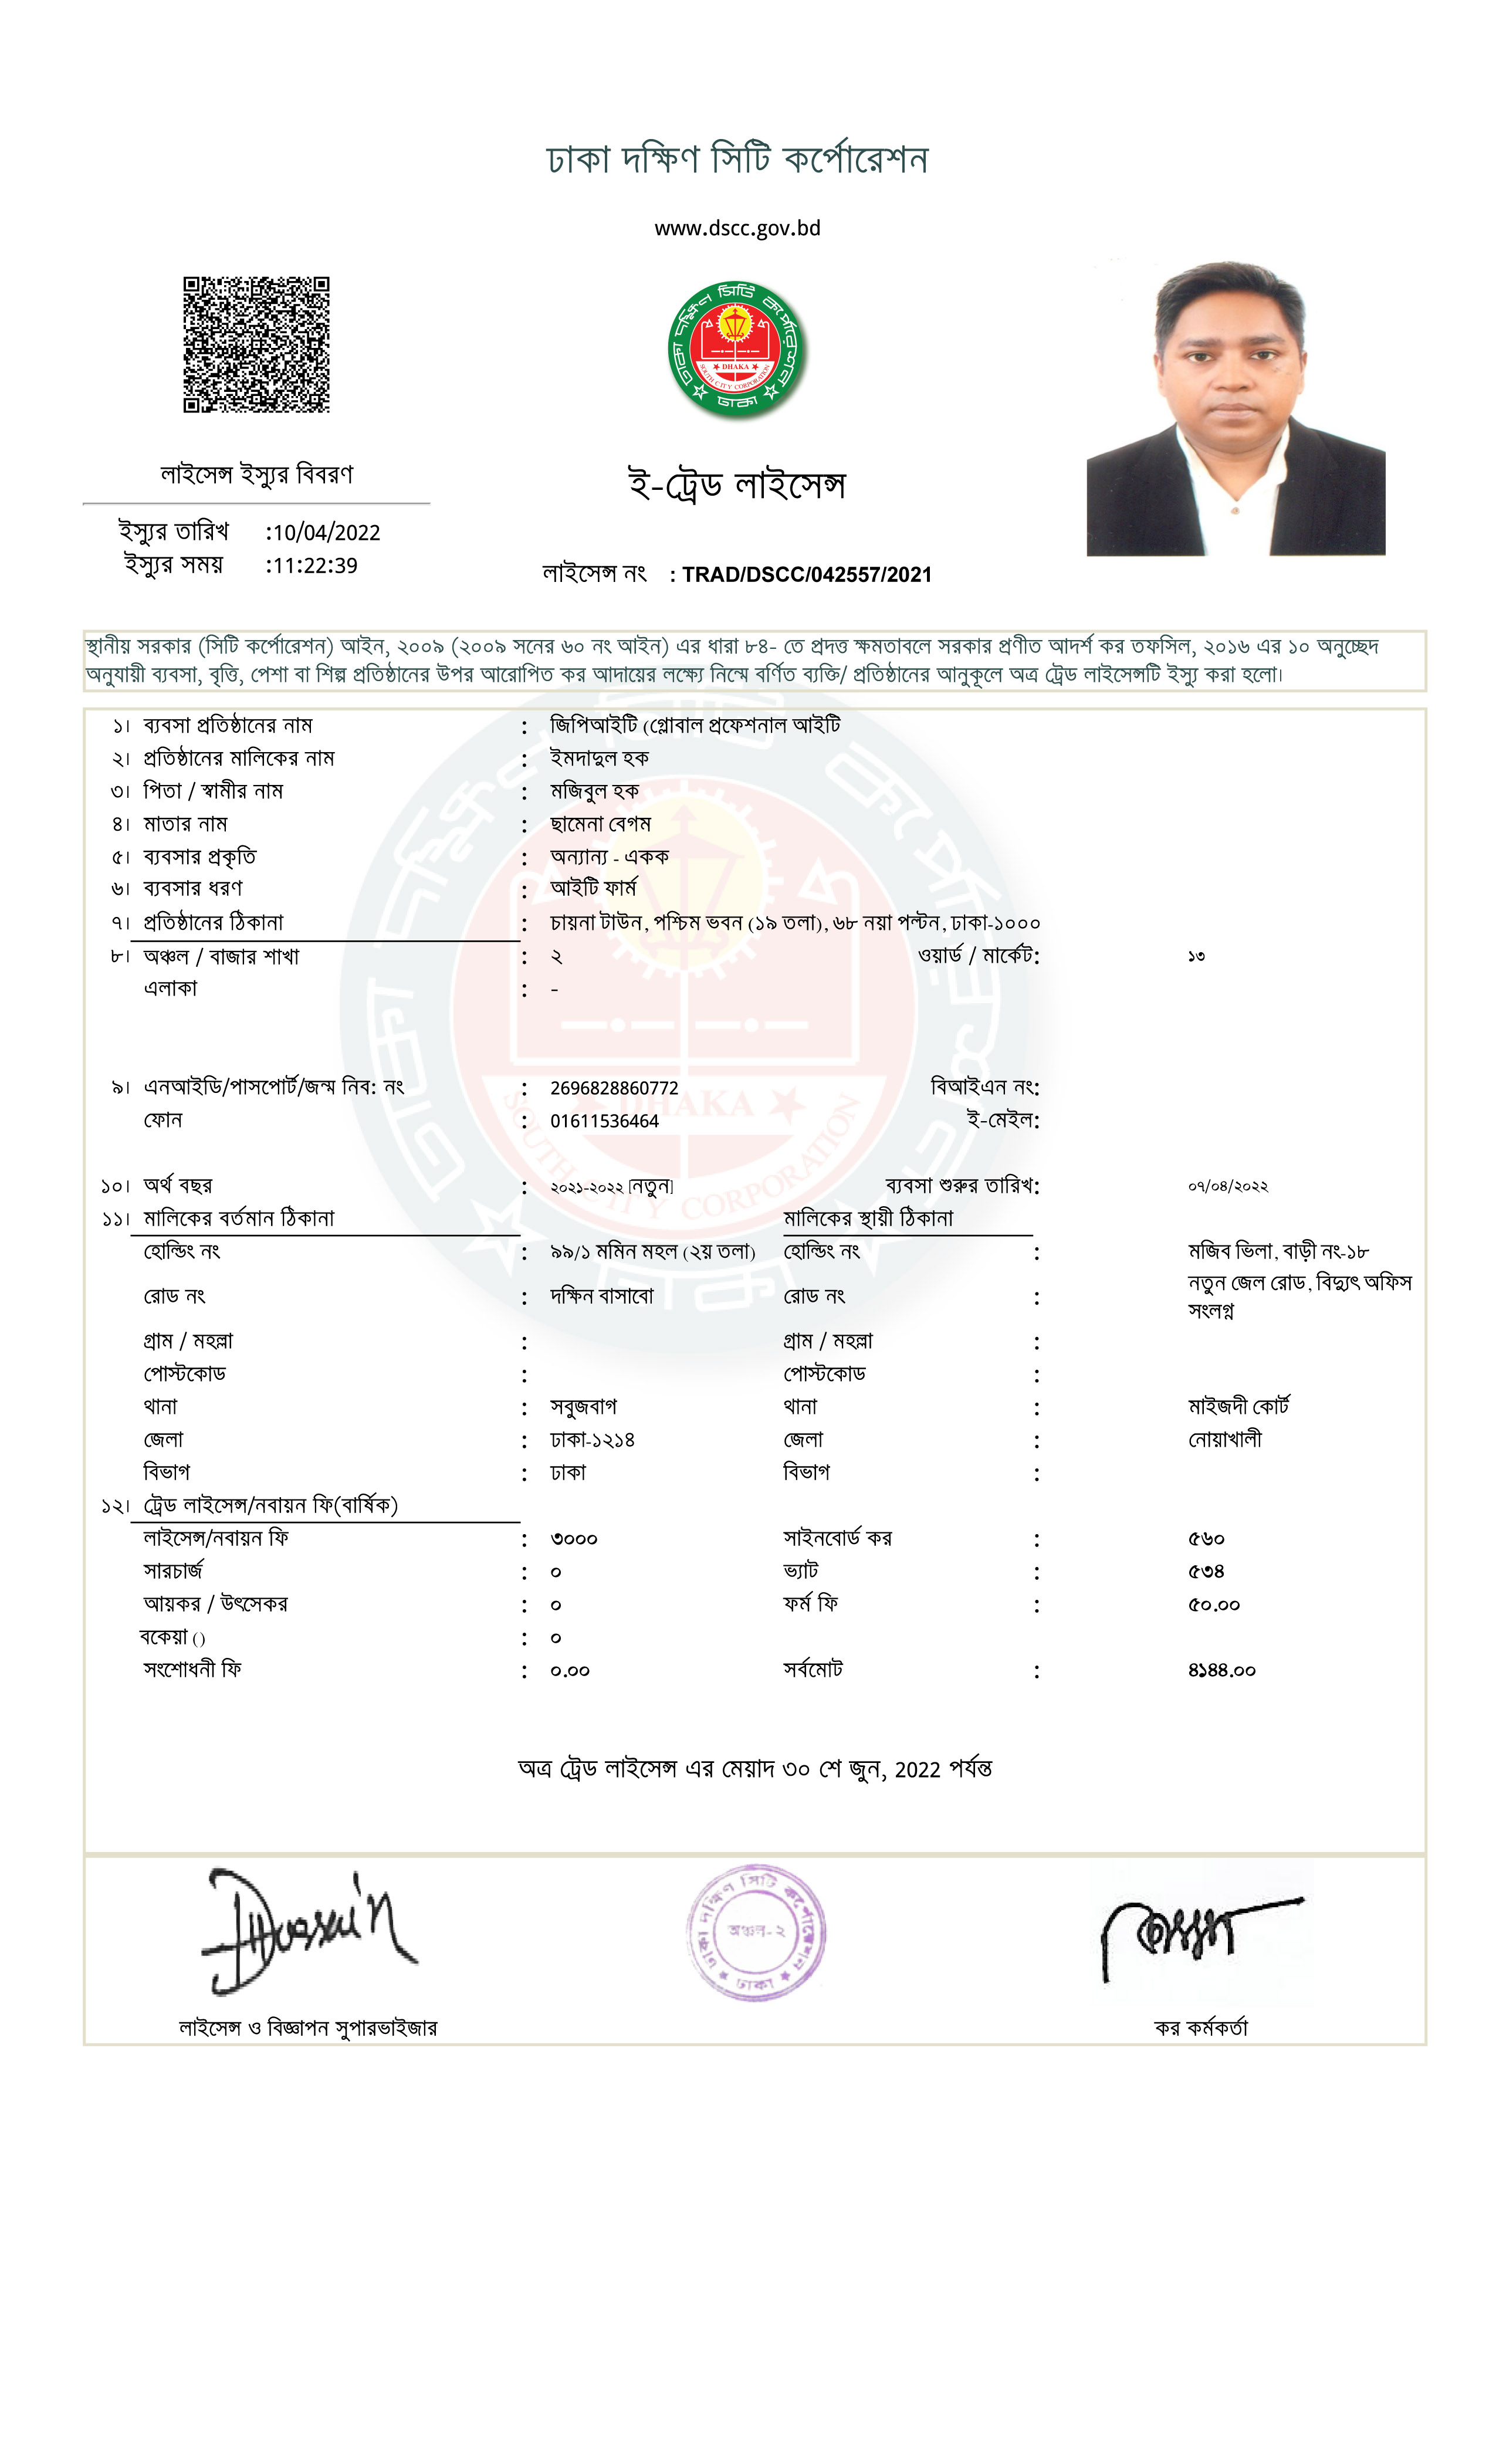 ঢাকা দক্ষিণ সিটি কর্পোরেশন
www.dscc.gov.bd
ঢাকা দক্ষিণ সিটি কর্পোরেশন
DHAKA
SOUTH CITY CORPORATION
ঢাকা
লাইসেন্স ইস্যুর বিবরণ
ই-ট্রেড লাইসেন্স
ইস্যুর তারিখ :10/04/2022
ইস্যুর সময় :11:22:39
লাইসেন্স নং : TRAD/DSCC/042557/2021
স্থানীয় সরকার (সিটি কর্পোরেশন) আইন, ২০০৯ (২০০৯ সনের ৬০ নং আইন) এর ধারা ৮৪- তে প্রদত্ত ক্ষমতাবলে সরকার প্রণীত আদর্শ কর তফসিল, ২০১৬ এর ১০ অনুচ্ছেদ
অনুযায়ী ব্যবসা, বৃত্তি, পেশা বা শিল্প প্রতিষ্ঠানের উপর আরোপিত কর আদায়ের লক্ষ্যে নিম্মে বর্ণিত ব্যক্তি/ প্রতিষ্ঠানের আনুকূলে অত্র ট্রেড লাইসেন্সটি ইস্যু করা হলো।
১। ব্যবসা প্রতিষ্ঠানের নাম : জিপিআইটি (গ্লোবাল প্রফেশনাল আইটি
২। প্রতিষ্ঠানের মালিকের নাম : ইমদাদুল হক
৩। পিতা / স্বামীর নাম : মজিবুল হক
৪। মাতার নাম : ছামেনা বেগম
৫। ব্যবসার প্রকৃতি : অন্যান্য - একক
৬। ব্যবসার ধরণ : আইটি ফার্ম
৭। প্রতিষ্ঠানের ঠিকানা : চায়না টাউন, পশ্চিম ভবন (১৯ তলা), ৬৮ নয়া পল্টন, ঢাকা-১০০০
৮। অঞ্চল / বাজার শাখা : ২ ওয়ার্ড / মার্কেট: ১৩
এলাকা : -
৯। এনআইডি/পাসপোর্ট/জন্ম নিব: নং : 2696828860772 বিআইএন নং:
ফোন : 01611536464 ই-মেইল:
১০। অর্থ বছর : ২০২১-২০২২ [নতুন] ব্যবসা শুরুর তারিখ: ০৭/০৪/২০২২
১১। মালিকের বর্তমান ঠিকানা মালিকের স্থায়ী ঠিকানা
হোল্ডিং নং : ৯৯/১ মমিন মহল (২য় তলা) হোল্ডিং নং : মজিব ভিলা, বাড়ী নং-১৮
রোড নং : দক্ষিন বাসাবো রোড নং : নতুন জেল রোড, বিদ্যুৎ অফিস
সংলগ্ন
গ্রাম / মহল্লা : গ্রাম / মহল্লা :
পোস্টকোড : পোস্টকোড :
থানা : সবুজবাগ থানা : মাইজদী কোর্ট
জেলা : ঢাকা-১২১৪ জেলা : নোয়াখালী
বিভাগ : ঢাকা বিভাগ :
১২। ট্রেড লাইসেন্স/নবায়ন ফি(বার্ষিক)
লাইসেন্স/নবায়ন ফি : ৩০০০ সাইনবোর্ড কর : ৫৬০
সারচার্জ : ০ ভ্যাট : ৫৩৪
আয়কর / উৎসেকর : ০ ফর্ম ফি : ৫০.০০
বকেয়া () : ০
সংশোধনী ফি : ০.০০ সর্বমোট : ৪১৪৪.০০
অত্র ট্রেড লাইসেন্স এর মেয়াদ ৩০ শে জুন, 2022 পর্যন্ত
ঢাকা দক্ষিণ সিটি কর্পোরেশন
অঞ্চল- ২
ঢাকা
লাইসেন্স ও বিজ্ঞাপন সুপারভাইজার কর কর্মকর্তা